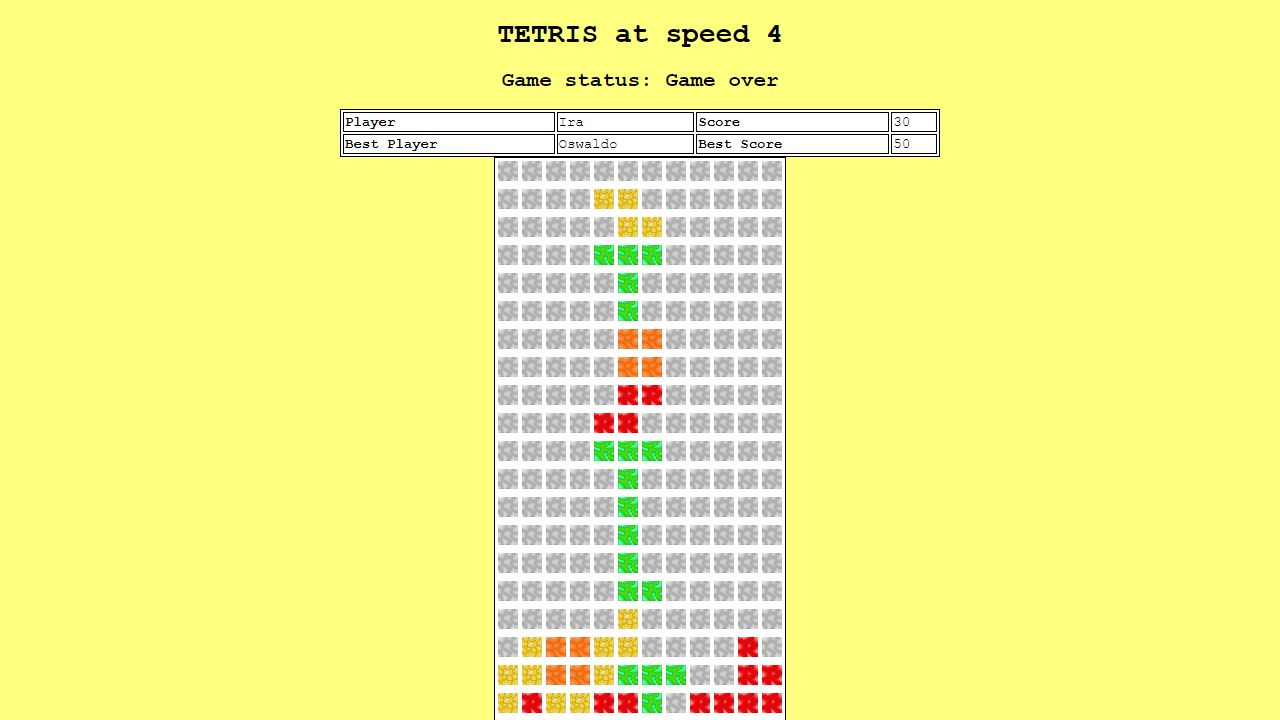 TETRIS at speed 4
Game status: Game over
Player Ira Score 30
Best Player Oswaldo Best Score 50